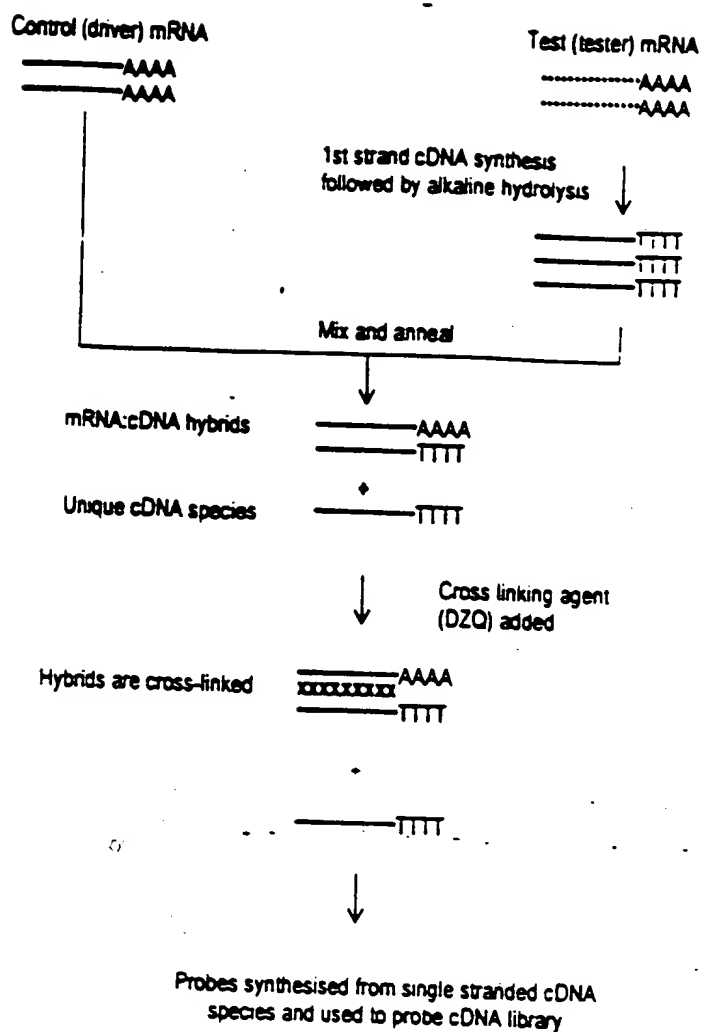 Control (driver) mRNA
AAAA
AAAA
Test (tester) mRNA
AAAA
AAAA
1st strand cDNA synthesis
followed by alkaline hydrolysis
TTTT
TTTT
TTTT
Mix and anneal
mRNA:cDNA hybrids
AAAA
TTTT
+
Unique cDNA species
TTTT
Cross linking agent
(DZQ) added
Hybrids are cross-linked
AAAA
XXXXXXXXX
TTTT
+
TTTT
Probes synthesised from single stranded cDNA
species and used to probe cDNA library